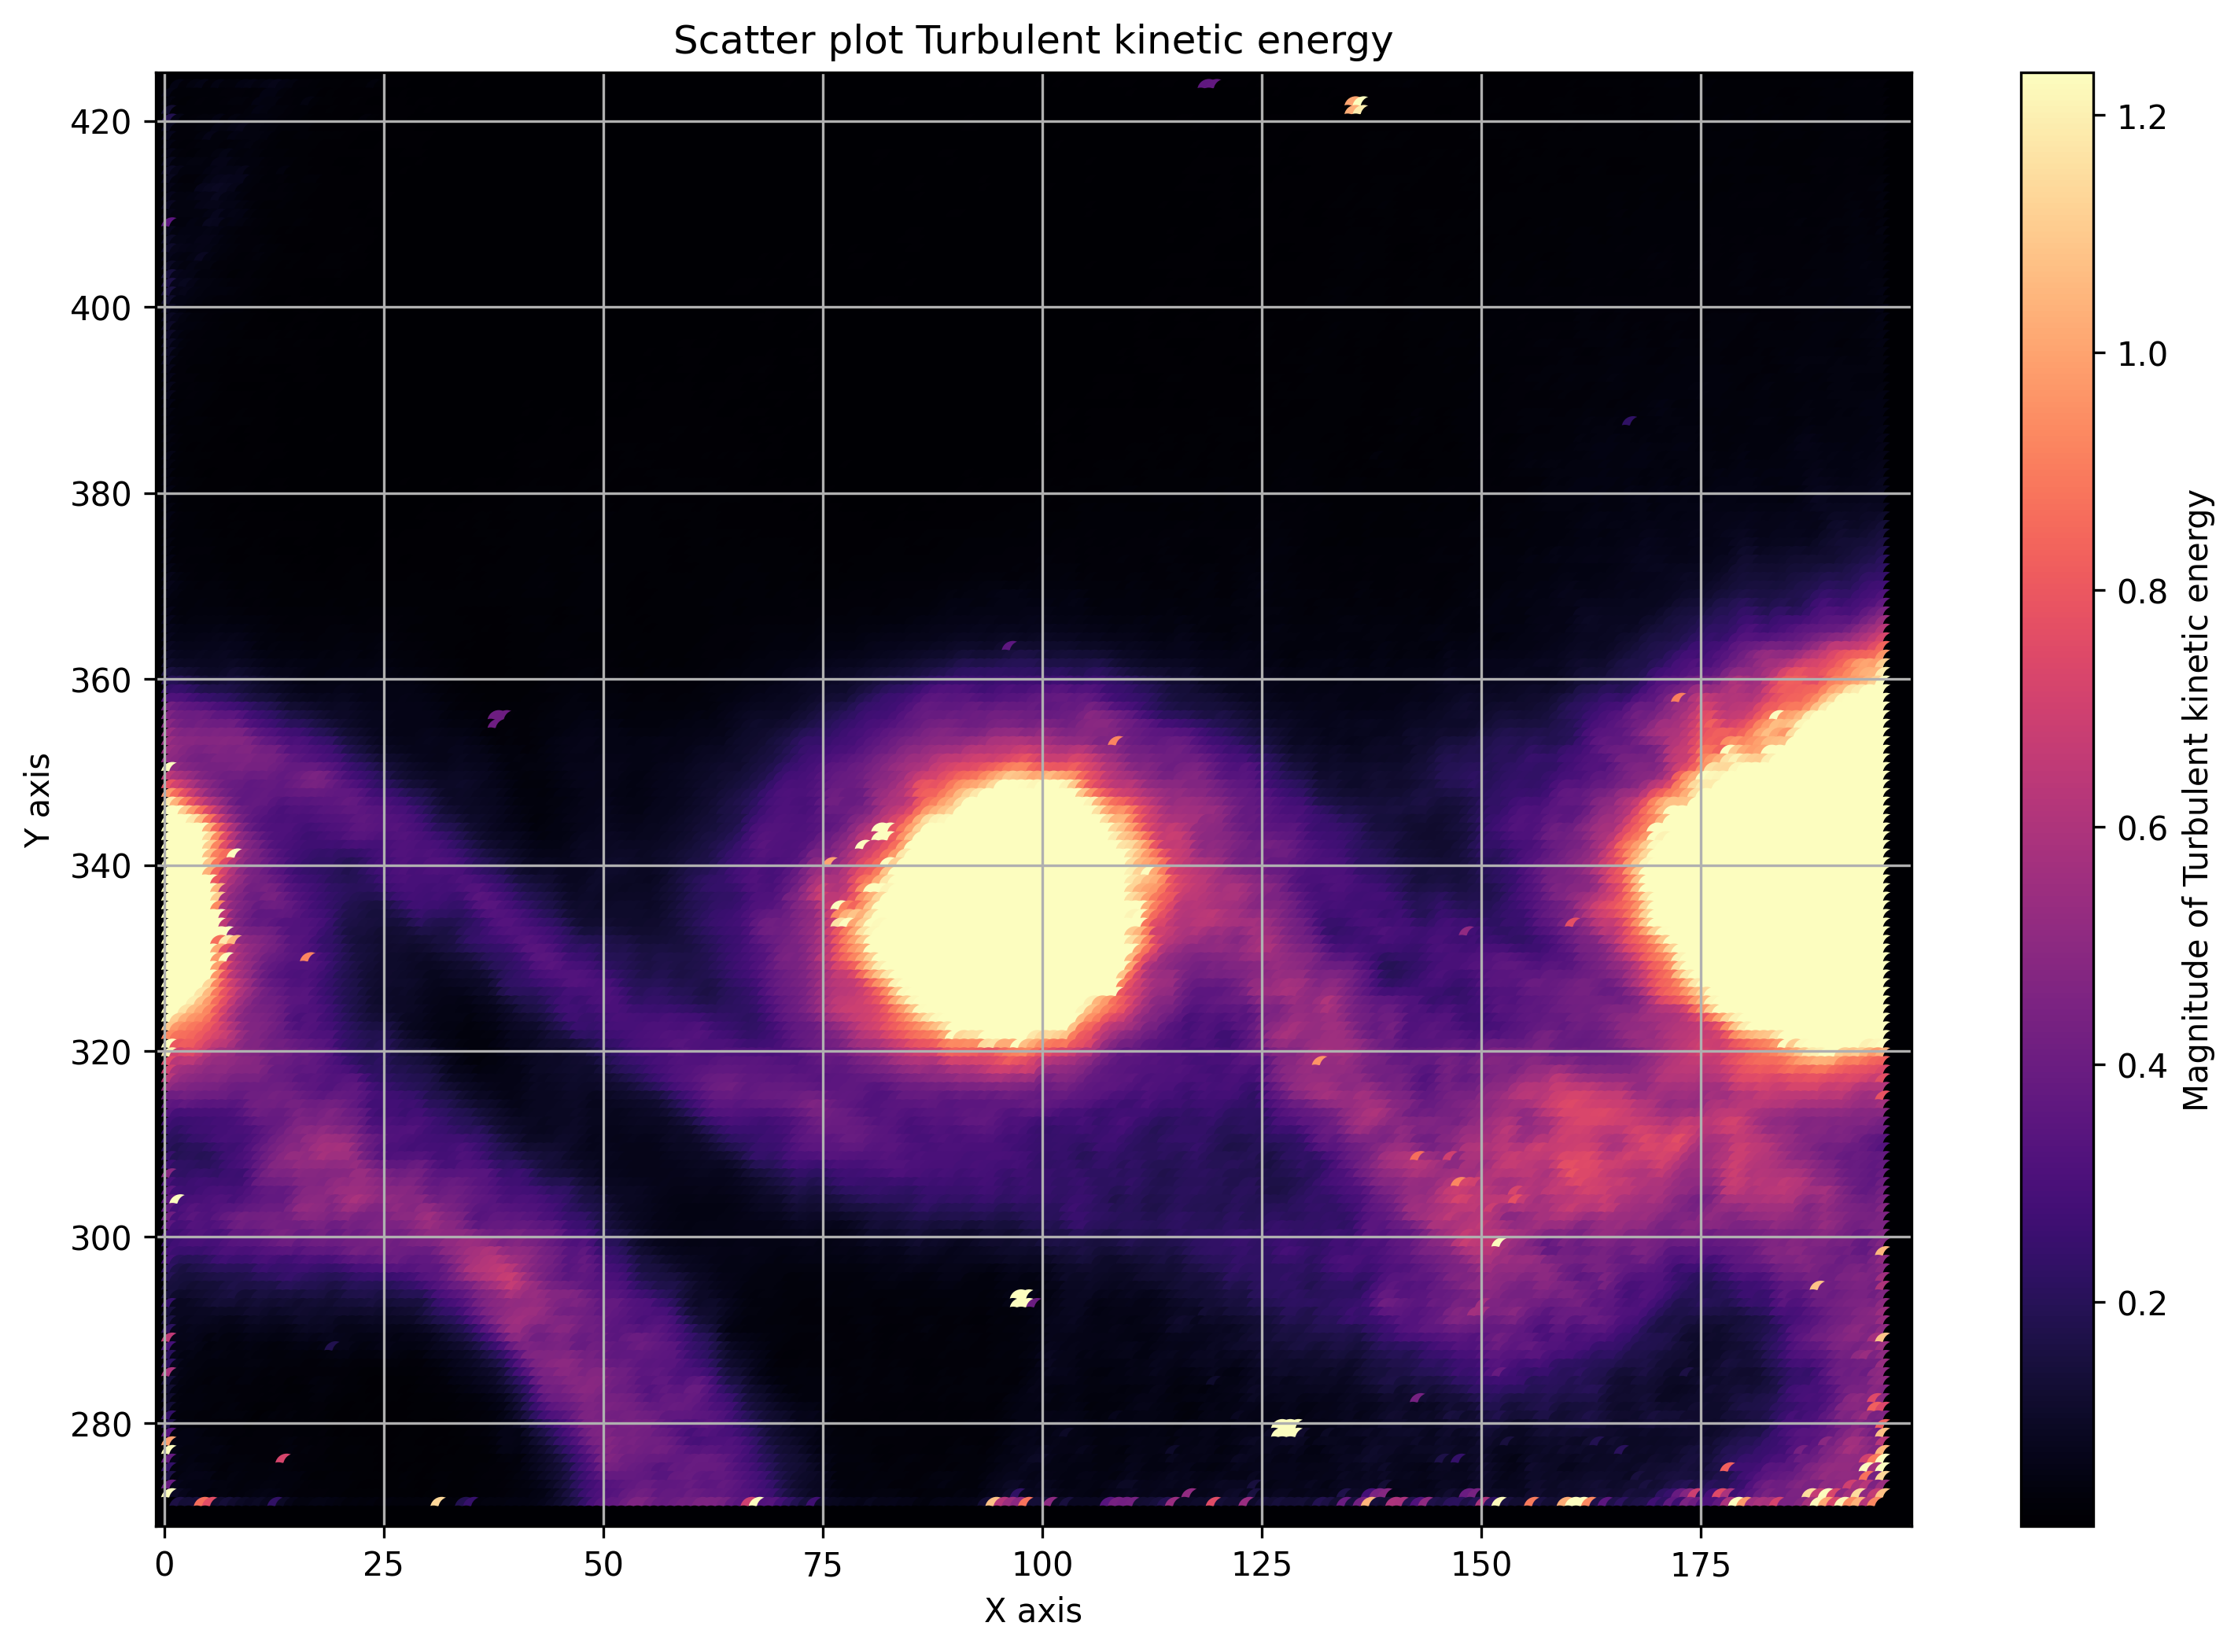 Scatter plot Turbulent kinetic energy
420
400
380
360
340
320
300
280
Y axis
0 25 50 75 100 125 150 175
X axis
1.2
1.0
0.8
0.6
0.4
0.2
Magnitude of Turbulent kinetic energy